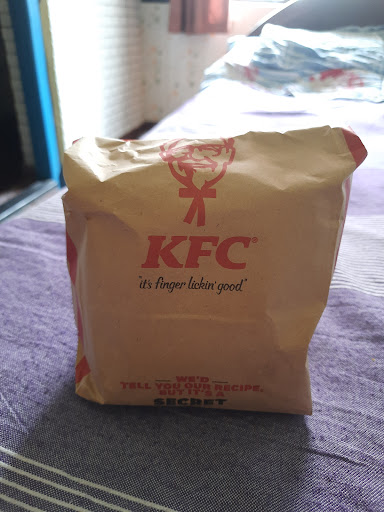 KFC®
"it's finger lickin' good"
WE'D
TELL YOU OUR RECIPE,
BUT IT'S A
SECRET